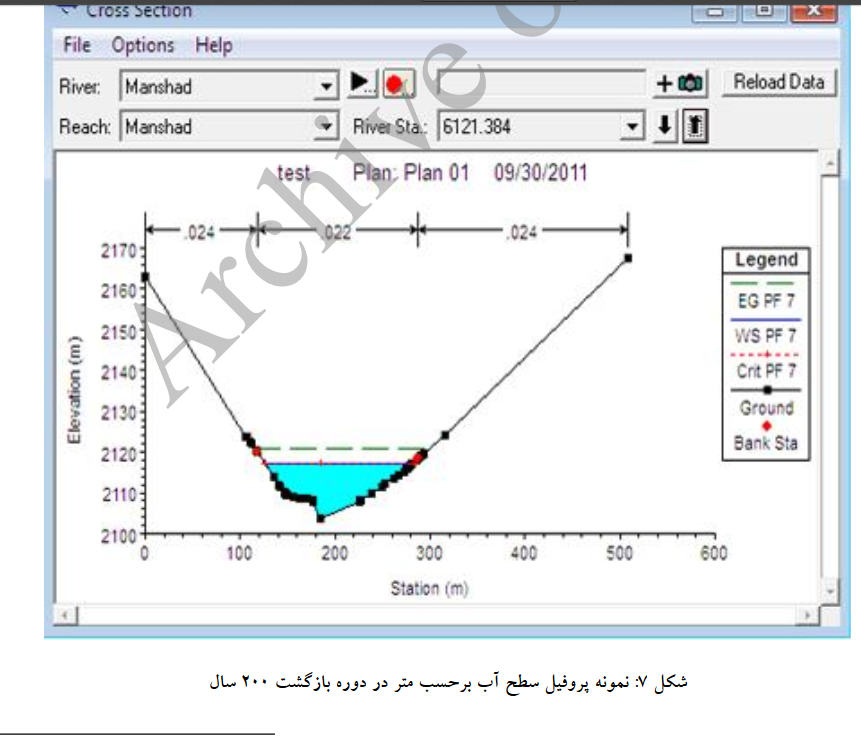 Cross Section
File Options Help
River: Manshad Reload Data
Reach: Manshad River Sta.: 6121.384
test Plan: Plan 01 09/30/2011
.024 .022 .024
Legend
EG PF 7
WS PF 7
Crit PF 7
Ground
Bank Sta
Elevation (m)
2170
2160
2150
2140
2130
2120
2110
2100
0 100 200 300 400 500 600
Station (m)
Archive o
شکل ۷: نمونه پروفیل سطح آب برحسب متر در دوره بازگشت ۲۰۰ سال